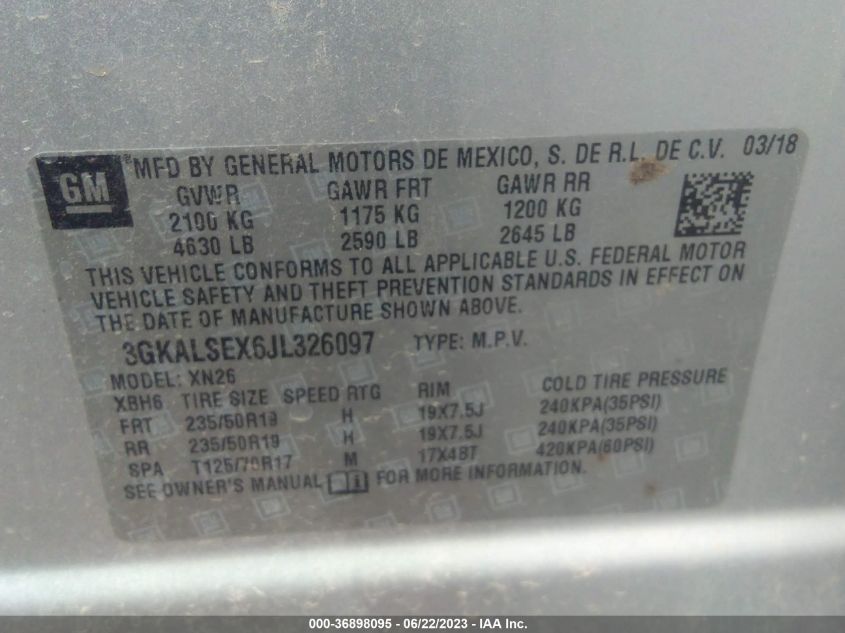 GM ® MFD BY GENERAL MOTORS DE MEXICO, S. DE R.L. DE C.V. 03/18
GVWR GAWR FRT GAWR RR
2100 KG 1175 KG 1200 KG
4630 LB 2590 LB 2645 LB
THIS VEHICLE CONFORMS TO ALL APPLICABLE U.S. FEDERAL MOTOR
VEHICLE SAFETY AND THEFT PREVENTION STANDARDS IN EFFECT ON
THE DATE OF MANUFACTURE SHOWN ABOVE.
3GKALSEX6JL326097 TYPE: M.P.V.
MODEL: XN26
XBH6 TIRE SIZE SPEED RTG RIM COLD TIRE PRESSURE
FRT 235/50R19 H 19X7.5J 240KPA(35PSI)
RR 235/50R19 H 19X7.5J 240KPA(35PSI)
SPA T125/70R17 M 17X4BT 420KPA(60PSI)
SEE OWNER'S MANUAL FOR MORE INFORMATION.
000-36898095 - 06/22/2023 - IAA Inc.